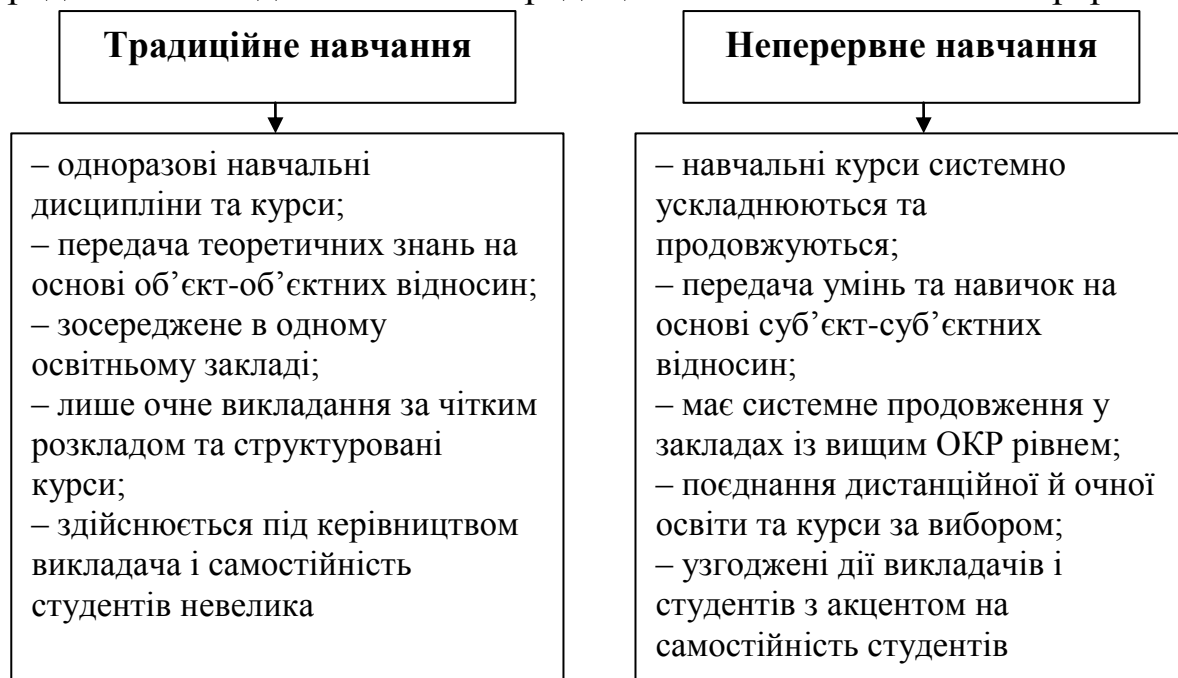 Традиційне навчання
– одноразові навчальні
дисципліни та курси;
– передача теоретичних знань на
основі об’єкт-об’єктних відносин;
– зосереджене в одному
освітньому закладі;
– лише очне викладання за чітким
розкладом та структуровані
курси;
– здійснюється під керівництвом
викладача і самостійність
студентів невелика
Неперервне навчання
– навчальні курси системно
ускладнюються та
продовжуються;
– передача умінь та навичок на
основі суб’єкт-суб’єктних
відносин;
– має системне продовження у
закладах із вищим ОКР рівнем;
– поєднання дистанційної й очної
освіти та курси за вибором;
– узгоджені дії викладачів і
студентів з акцентом на
самостійність студентів